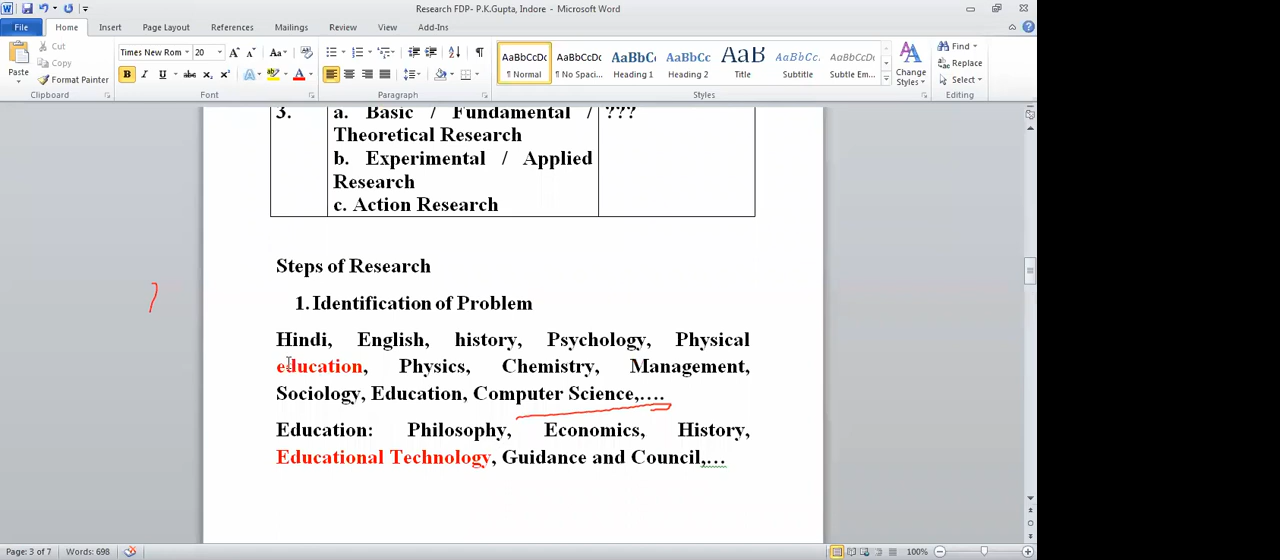 Research FDP- P.K.Gupta, Indore - Microsoft Word
File Home Insert Page Layout References Mailings Review View Add-Ins
Cut
Copy
Format Painter
Paste
Clipboard
Times New Rom 20
Font
Paragraph
AaBbCcDc AaBbCcDc AaBbC AaBbCc AaB AaBbCc. AaBbCcDc
¶ Normal ¶ No Spaci... Heading 1 Heading 2 Title Subtitle Subtle Em...
Styles
Change Styles
Find
Replace
Select
Editing
3. a. Basic / Fundamental / ???
Theoretical Research
b. Experimental / Applied
Research
c. Action Research
Steps of Research
1. Identification of Problem
Hindi, English, history, Psychology, Physical
education, Physics, Chemistry, Management,
Sociology, Education, Computer Science,….
Education: Philosophy, Economics, History,
Educational Technology, Guidance and Council,…
Page: 3 of 7 Words: 698 100%